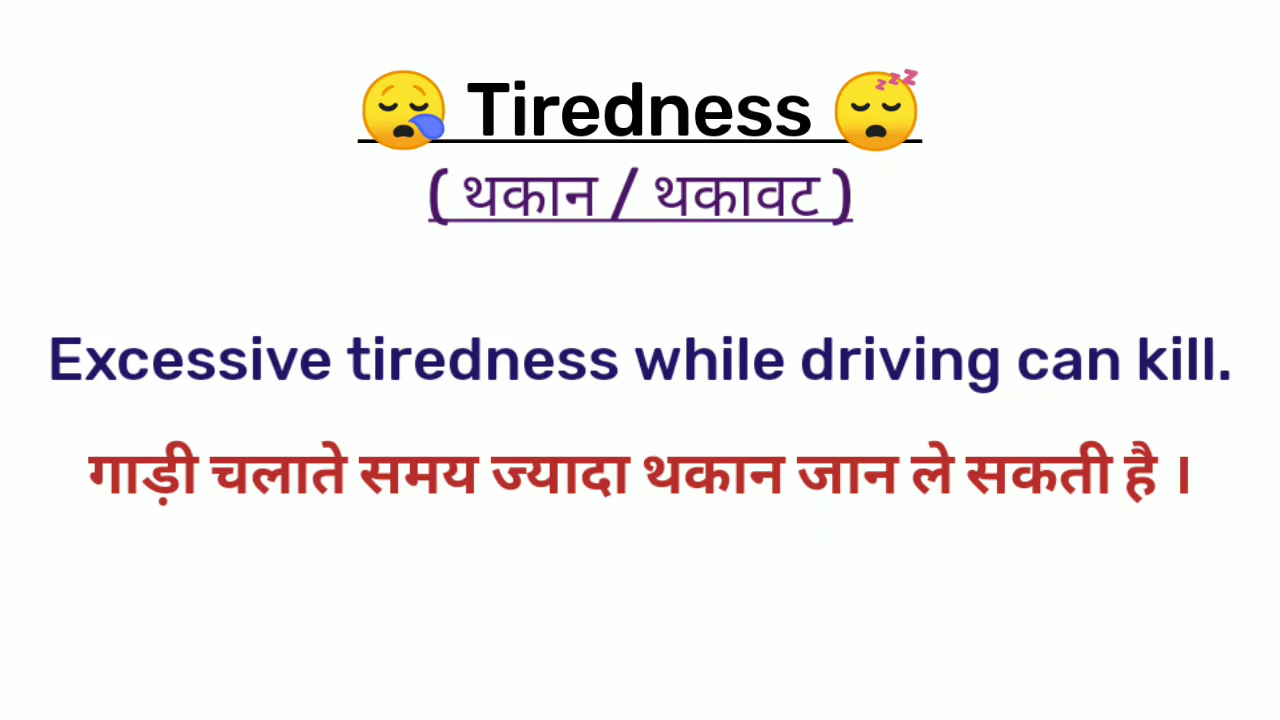 😪 Tiredness 😴
( थकान / थकावट )
Excessive tiredness while driving can kill.
गाड़ी चलाते समय ज्यादा थकान जान ले सकती है ।